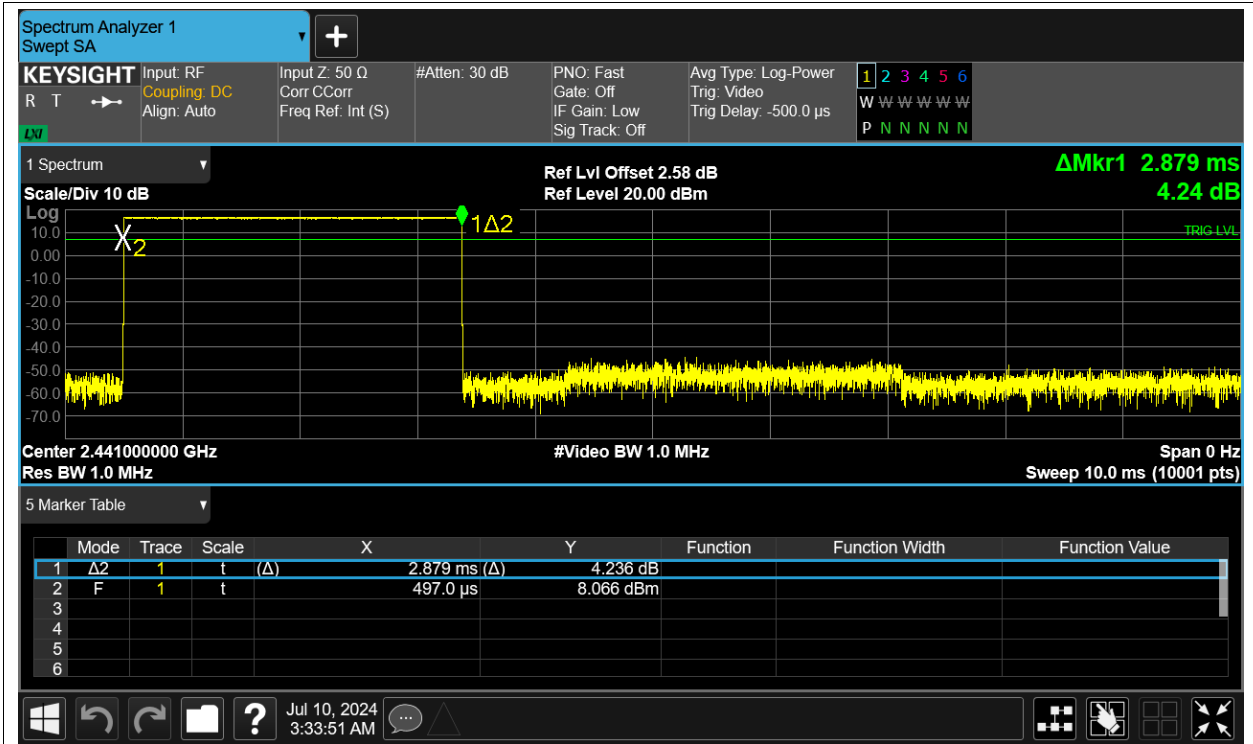 Spectrum Analyzer 1
Swept SA
KEYSIGHT Input: RF Input Z: 50 Ω #Atten: 30 dB PNO: Fast Avg Type: Log-Power 1 2 3 4 5 6
R T Coupling: DC Corr CCorr Gate: Off Trig: Video W W W W W W
Align: Auto Freq Ref: Int (S) IF Gain: Low Trig Delay: -500.0 µs
LXI Sig Track: Off P N N N N N
1 Spectrum Ref Lvl Offset 2.58 dB ΔMkr1 2.879 ms
Scale/Div 10 dB Ref Level 20.00 dBm 4.24 dB
Log
10.0 1Δ2 TRIG LVL
X2
0.00
-10.0
-20.0
-30.0
-40.0
-50.0
-60.0
-70.0
Center 2.441000000 GHz #Video BW 1.0 MHz Span 0 Hz
Res BW 1.0 MHz Sweep 10.0 ms (10001 pts)
5 Marker Table
Mode Trace Scale X Y Function Function Width Function Value
1 Δ2 1 t (Δ) 2.879 ms (Δ) 4.236 dB
2 F 1 t 497.0 µs 8.066 dBm
3
4
5
6
? Jul 10, 2024
3:33:51 AM